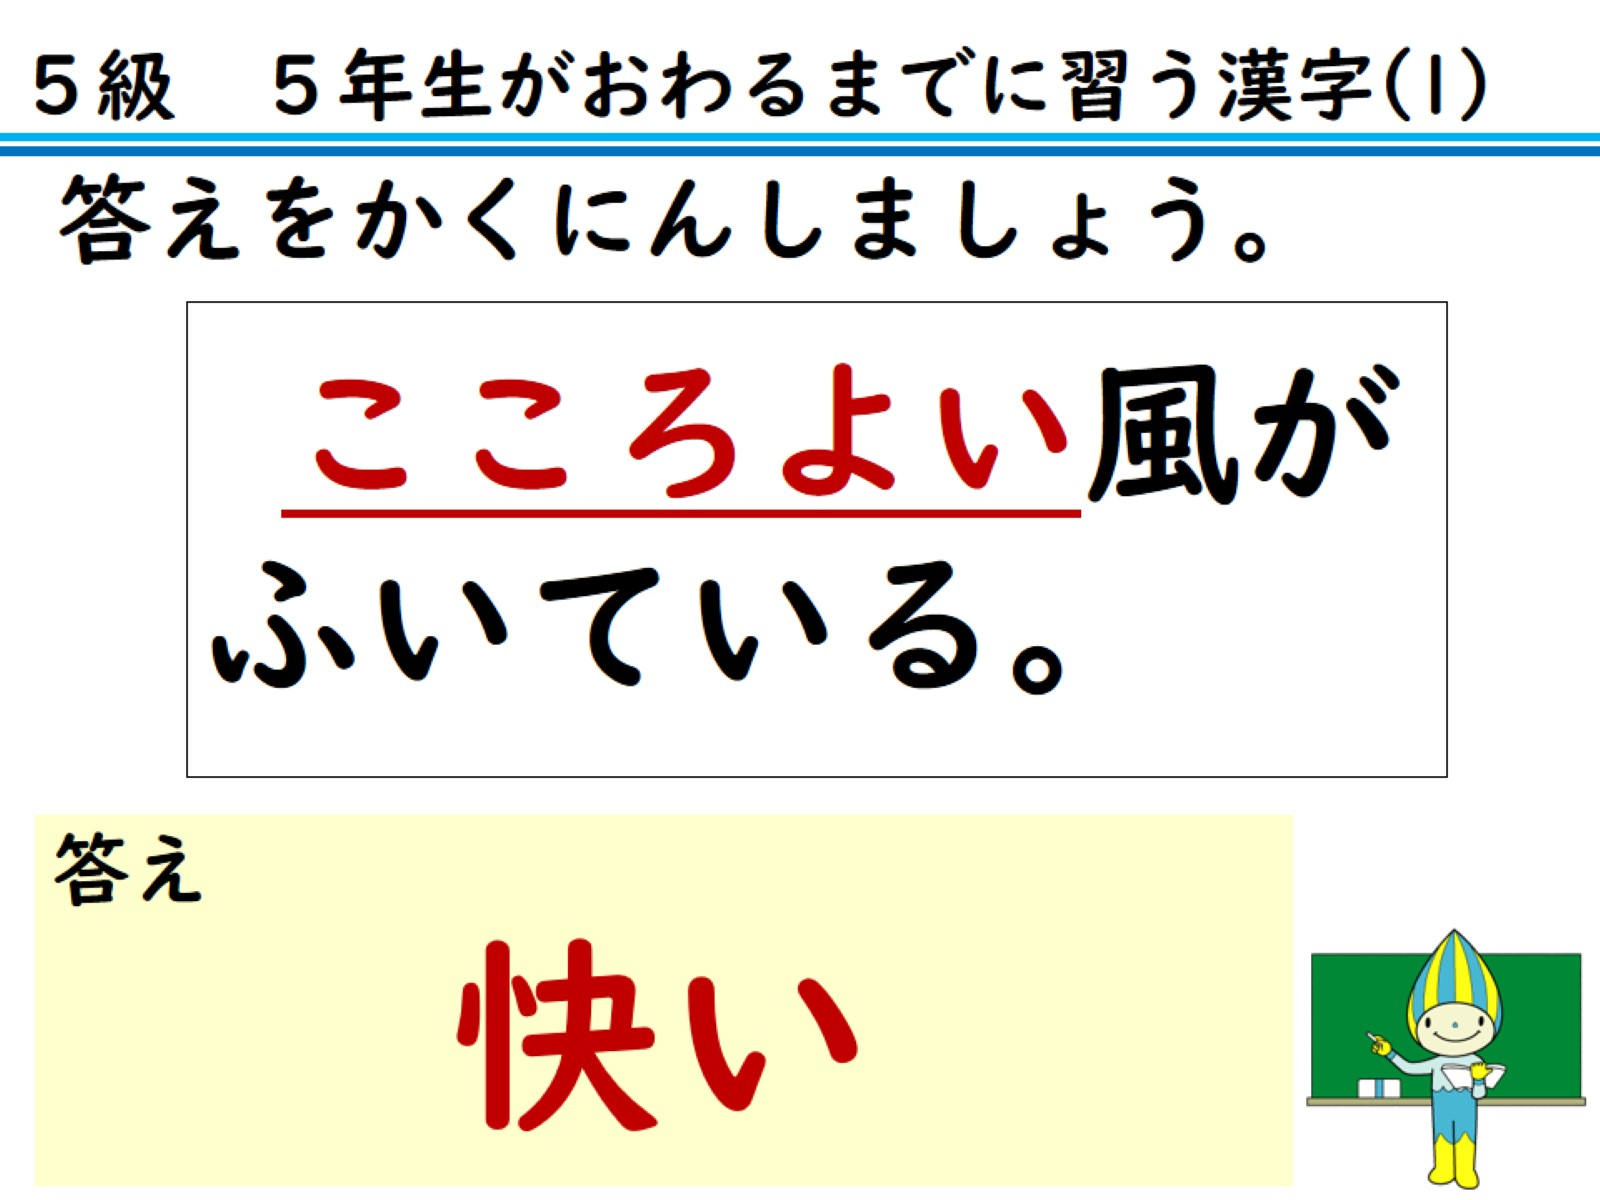 ５級　５年生がおわるまでに習う漢字(1)
答えをかくにんしましょう。
こころよい風が
ふいている。
答え
快い